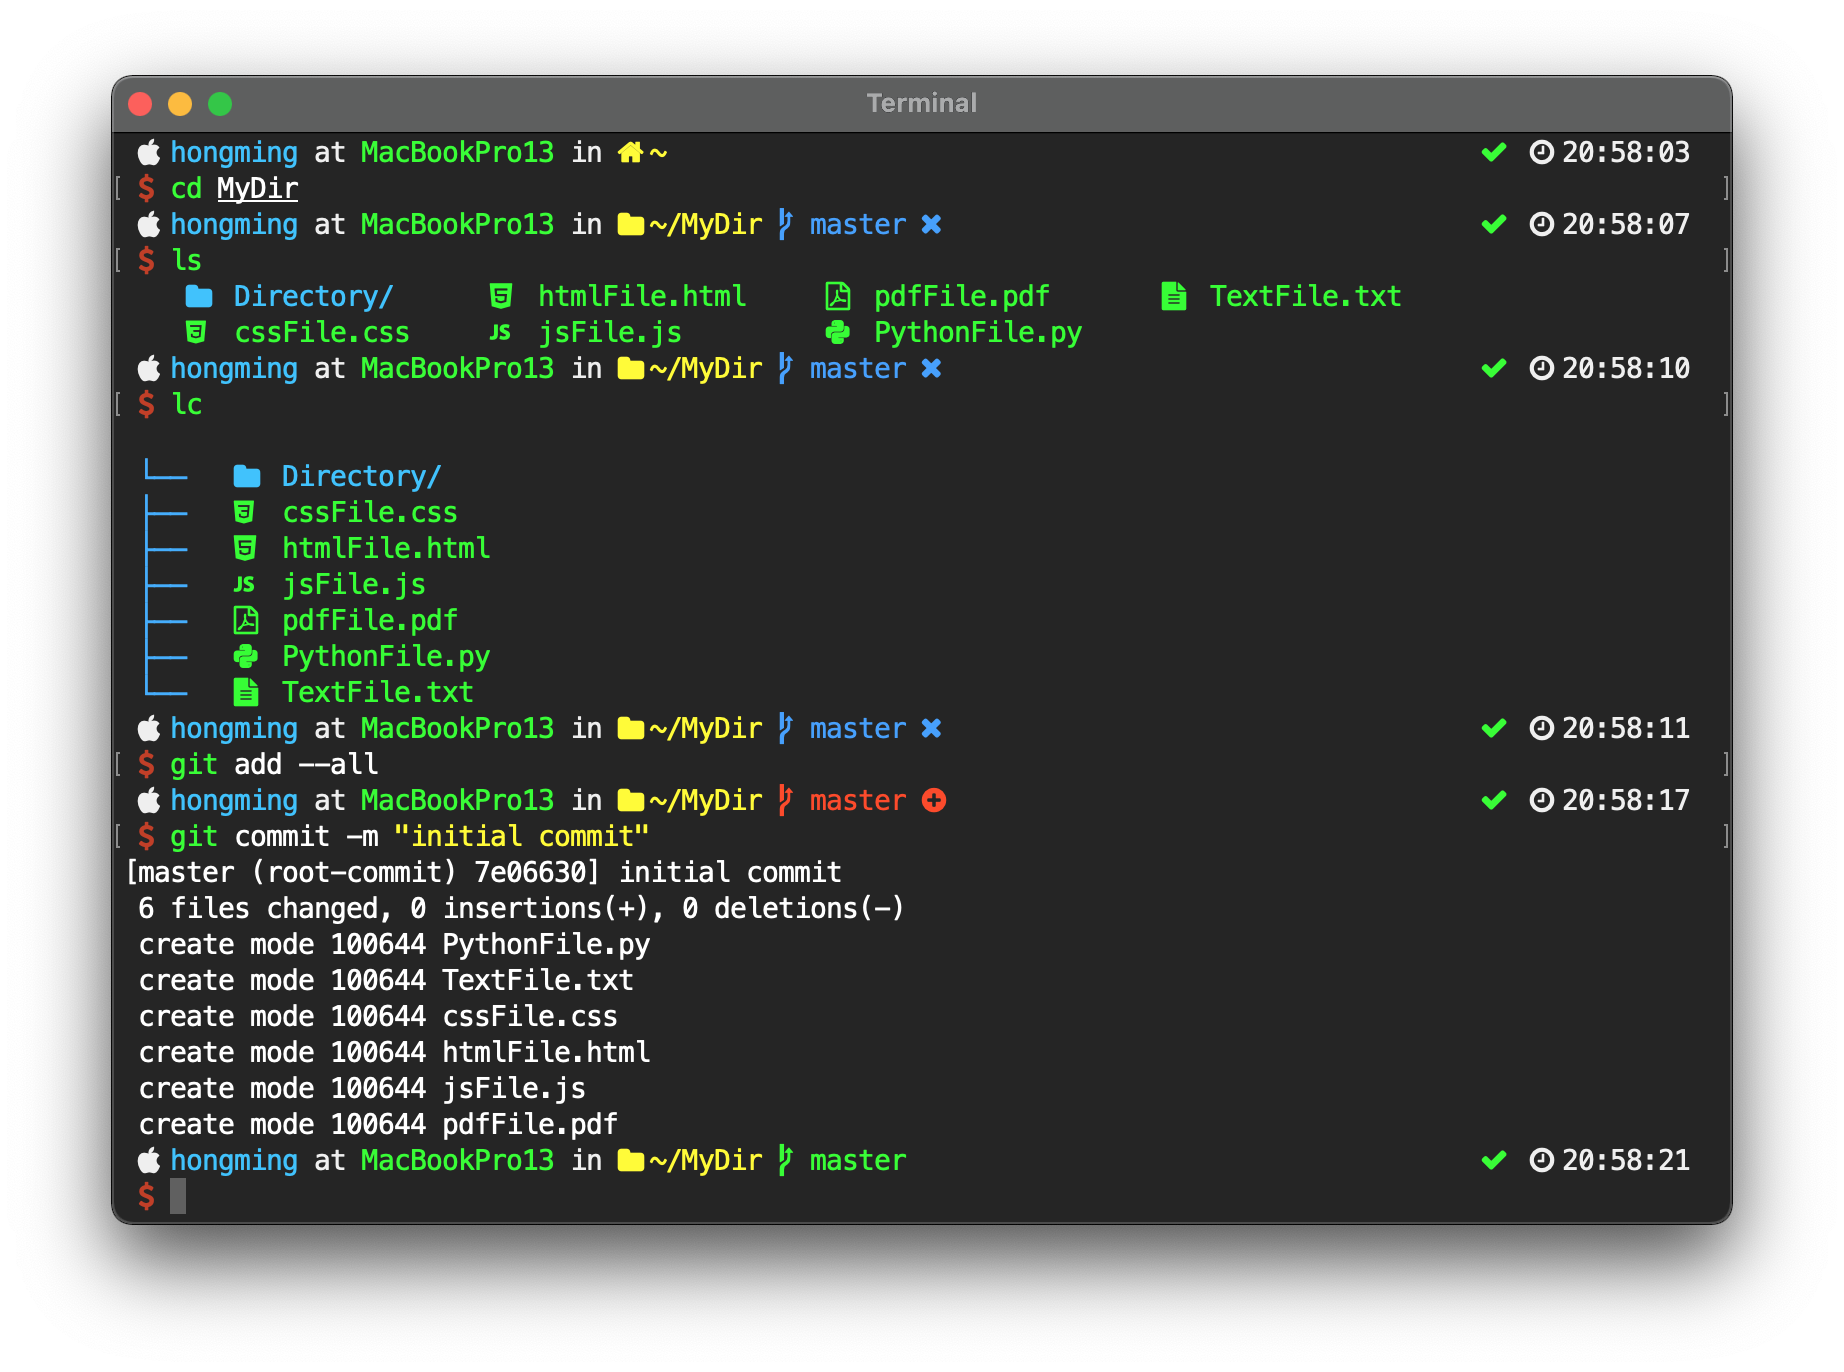 Terminal
hongming at MacBookPro13 in ~ 20:58:03
$ cd MyDir
hongming at MacBookPro13 in ~/MyDir master ✖ 20:58:07
$ ls
Directory/ htmlFile.html pdfFile.pdf TextFile.txt
cssFile.css JS jsFile.js PythonFile.py
hongming at MacBookPro13 in ~/MyDir master ✖ 20:58:10
$ lc
└── Directory/
├── cssFile.css
├── htmlFile.html
├── JS jsFile.js
├── pdfFile.pdf
├── PythonFile.py
└── TextFile.txt
hongming at MacBookPro13 in ~/MyDir master ✖ 20:58:11
$ git add --all
hongming at MacBookPro13 in ~/MyDir master 20:58:17
$ git commit -m "initial commit"
[master (root-commit) 7e06630] initial commit
6 files changed, 0 insertions(+), 0 deletions(-)
create mode 100644 PythonFile.py
create mode 100644 TextFile.txt
create mode 100644 cssFile.css
create mode 100644 htmlFile.html
create mode 100644 jsFile.js
create mode 100644 pdfFile.pdf
hongming at MacBookPro13 in ~/MyDir master 20:58:21
$